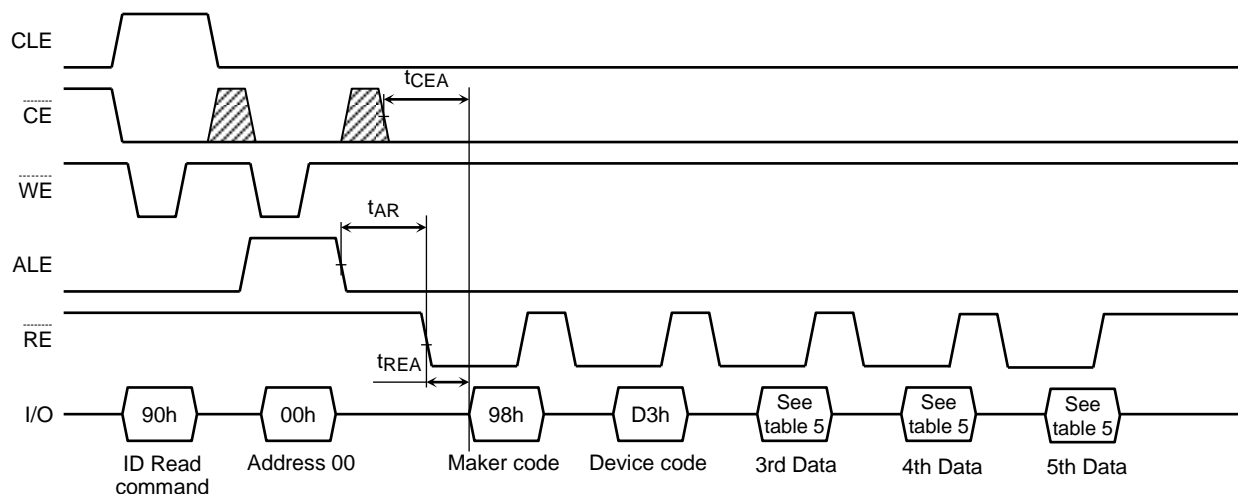 CLE
tCEA
CE
WE
tAR
ALE
RE
tREA
I/O
90h
00h
98h
D3h
See
table 5
See
table 5
See
table 5
ID Read
command
Address 00
Maker code
Device code
3rd Data
4th Data
5th Data